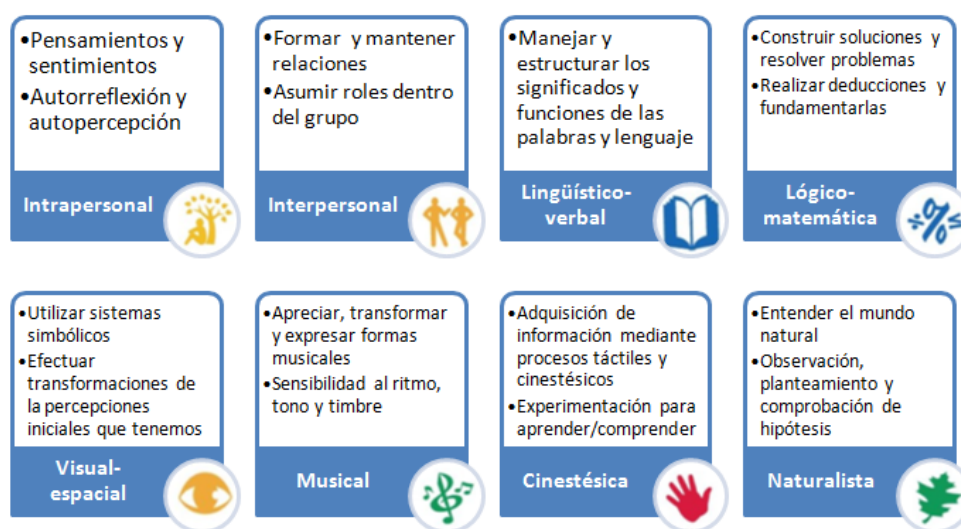 •Pensamientos y
sentimientos
•Autorreflexión y
autopercepción
Intrapersonal
•Formar y mantener
relaciones
•Asumir roles dentro
del grupo
Interpersonal
•Manejar y
estructurar los
significados y
funciones de las
palabras y lenguaje
Lingüístico-
verbal
•Construir soluciones y
resolver problemas
•Realizar deducciones y
fundamentarlas
Lógico-
matemática
÷%≤
•Utilizar sistemas
simbólicos
•Efectuar
transformaciones de
la percepciones
iniciales que tenemos
Visual-
espacial
•Apreciar, transformar
y expresar formas
musicales
•Sensibilidad al ritmo,
tono y timbre
Musical
•Adquisición de
información mediante
procesos táctiles y
cinestésicos
•Experimentación para
aprender/comprender
Cinestésica
•Entender el mundo
natural
•Observación,
planteamiento y
comprobación de
hipótesis
Naturalista